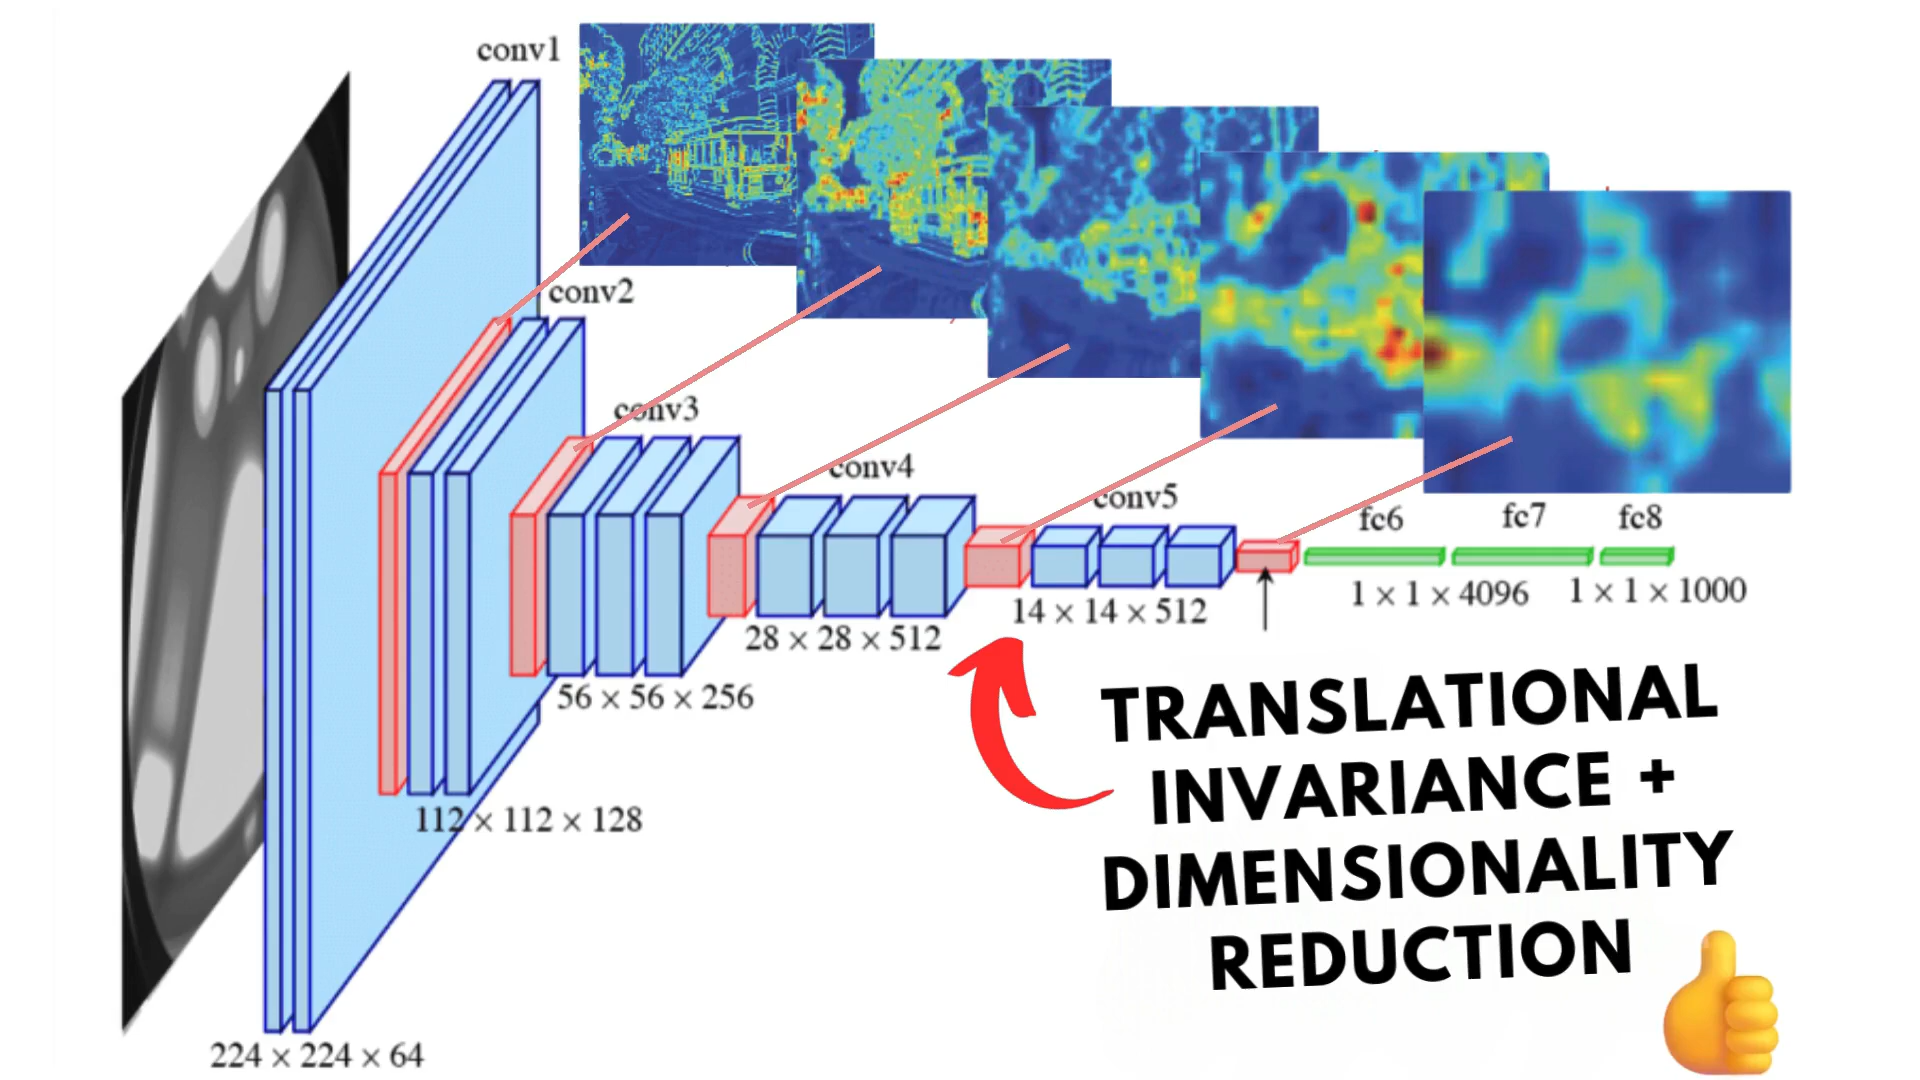 conv1
conv2
conv3
conv4
conv5
fc6
fc7
fc8
1 × 1 × 4096
1 × 1 × 1000
14 × 14 × 512
28 × 28 × 512
56 × 56 × 256
112 × 112 × 128
224 × 224 × 64
TRANSLATIONAL
INVARIANCE +
DIMENSIONALITY
REDUCTION